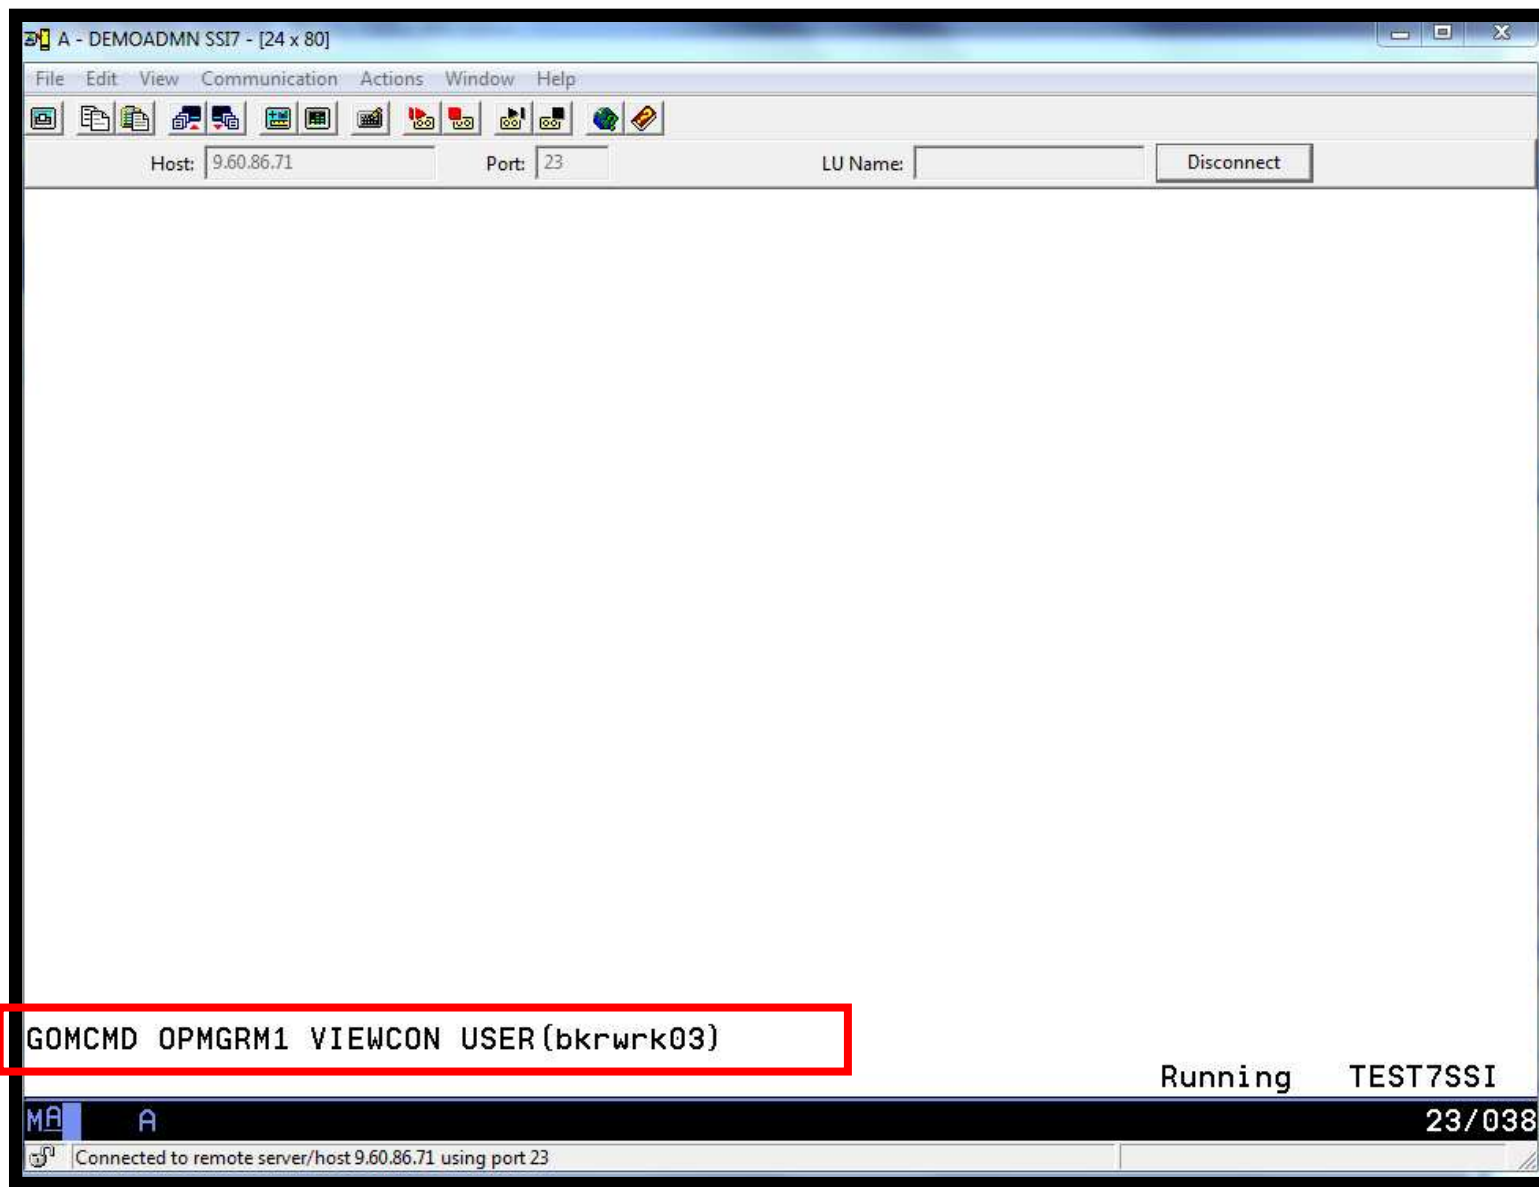 A - DEMOADMN SSI7 - [24 x 80]
File Edit View Communication Actions Window Help
Host: 9.60.86.71 Port: 23 LU Name: Disconnect
GOMCMD OPMGRM1 VIEWCON USER(bkrwrk03)
Running TEST7SSI
MA A 23/038
Connected to remote server/host 9.60.86.71 using port 23